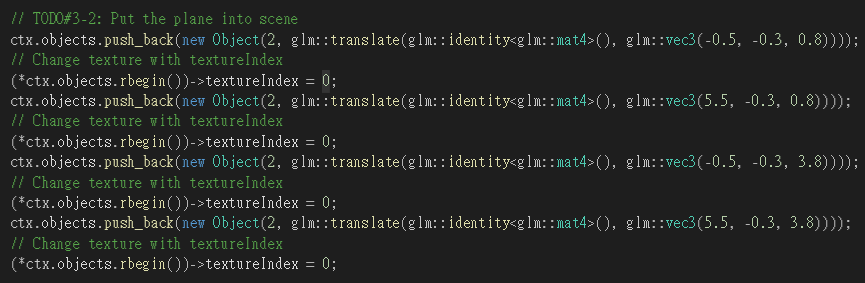 // TODO#3-2: Put the plane into scene
ctx.objects.push_back(new Object(2, glm::translate(glm::identity<glm::mat4>(), glm::vec3(-0.5, -0.3, 0.8))));
// Change texture with textureIndex
(*ctx.objects.rbegin())->textureIndex = 0;
ctx.objects.push_back(new Object(2, glm::translate(glm::identity<glm::mat4>(), glm::vec3(5.5, -0.3, 0.8))));
// Change texture with textureIndex
(*ctx.objects.rbegin())->textureIndex = 0;
ctx.objects.push_back(new Object(2, glm::translate(glm::identity<glm::mat4>(), glm::vec3(-0.5, -0.3, 3.8))));
// Change texture with textureIndex
(*ctx.objects.rbegin())->textureIndex = 0;
ctx.objects.push_back(new Object(2, glm::translate(glm::identity<glm::mat4>(), glm::vec3(5.5, -0.3, 3.8))));
// Change texture with textureIndex
(*ctx.objects.rbegin())->textureIndex = 0;